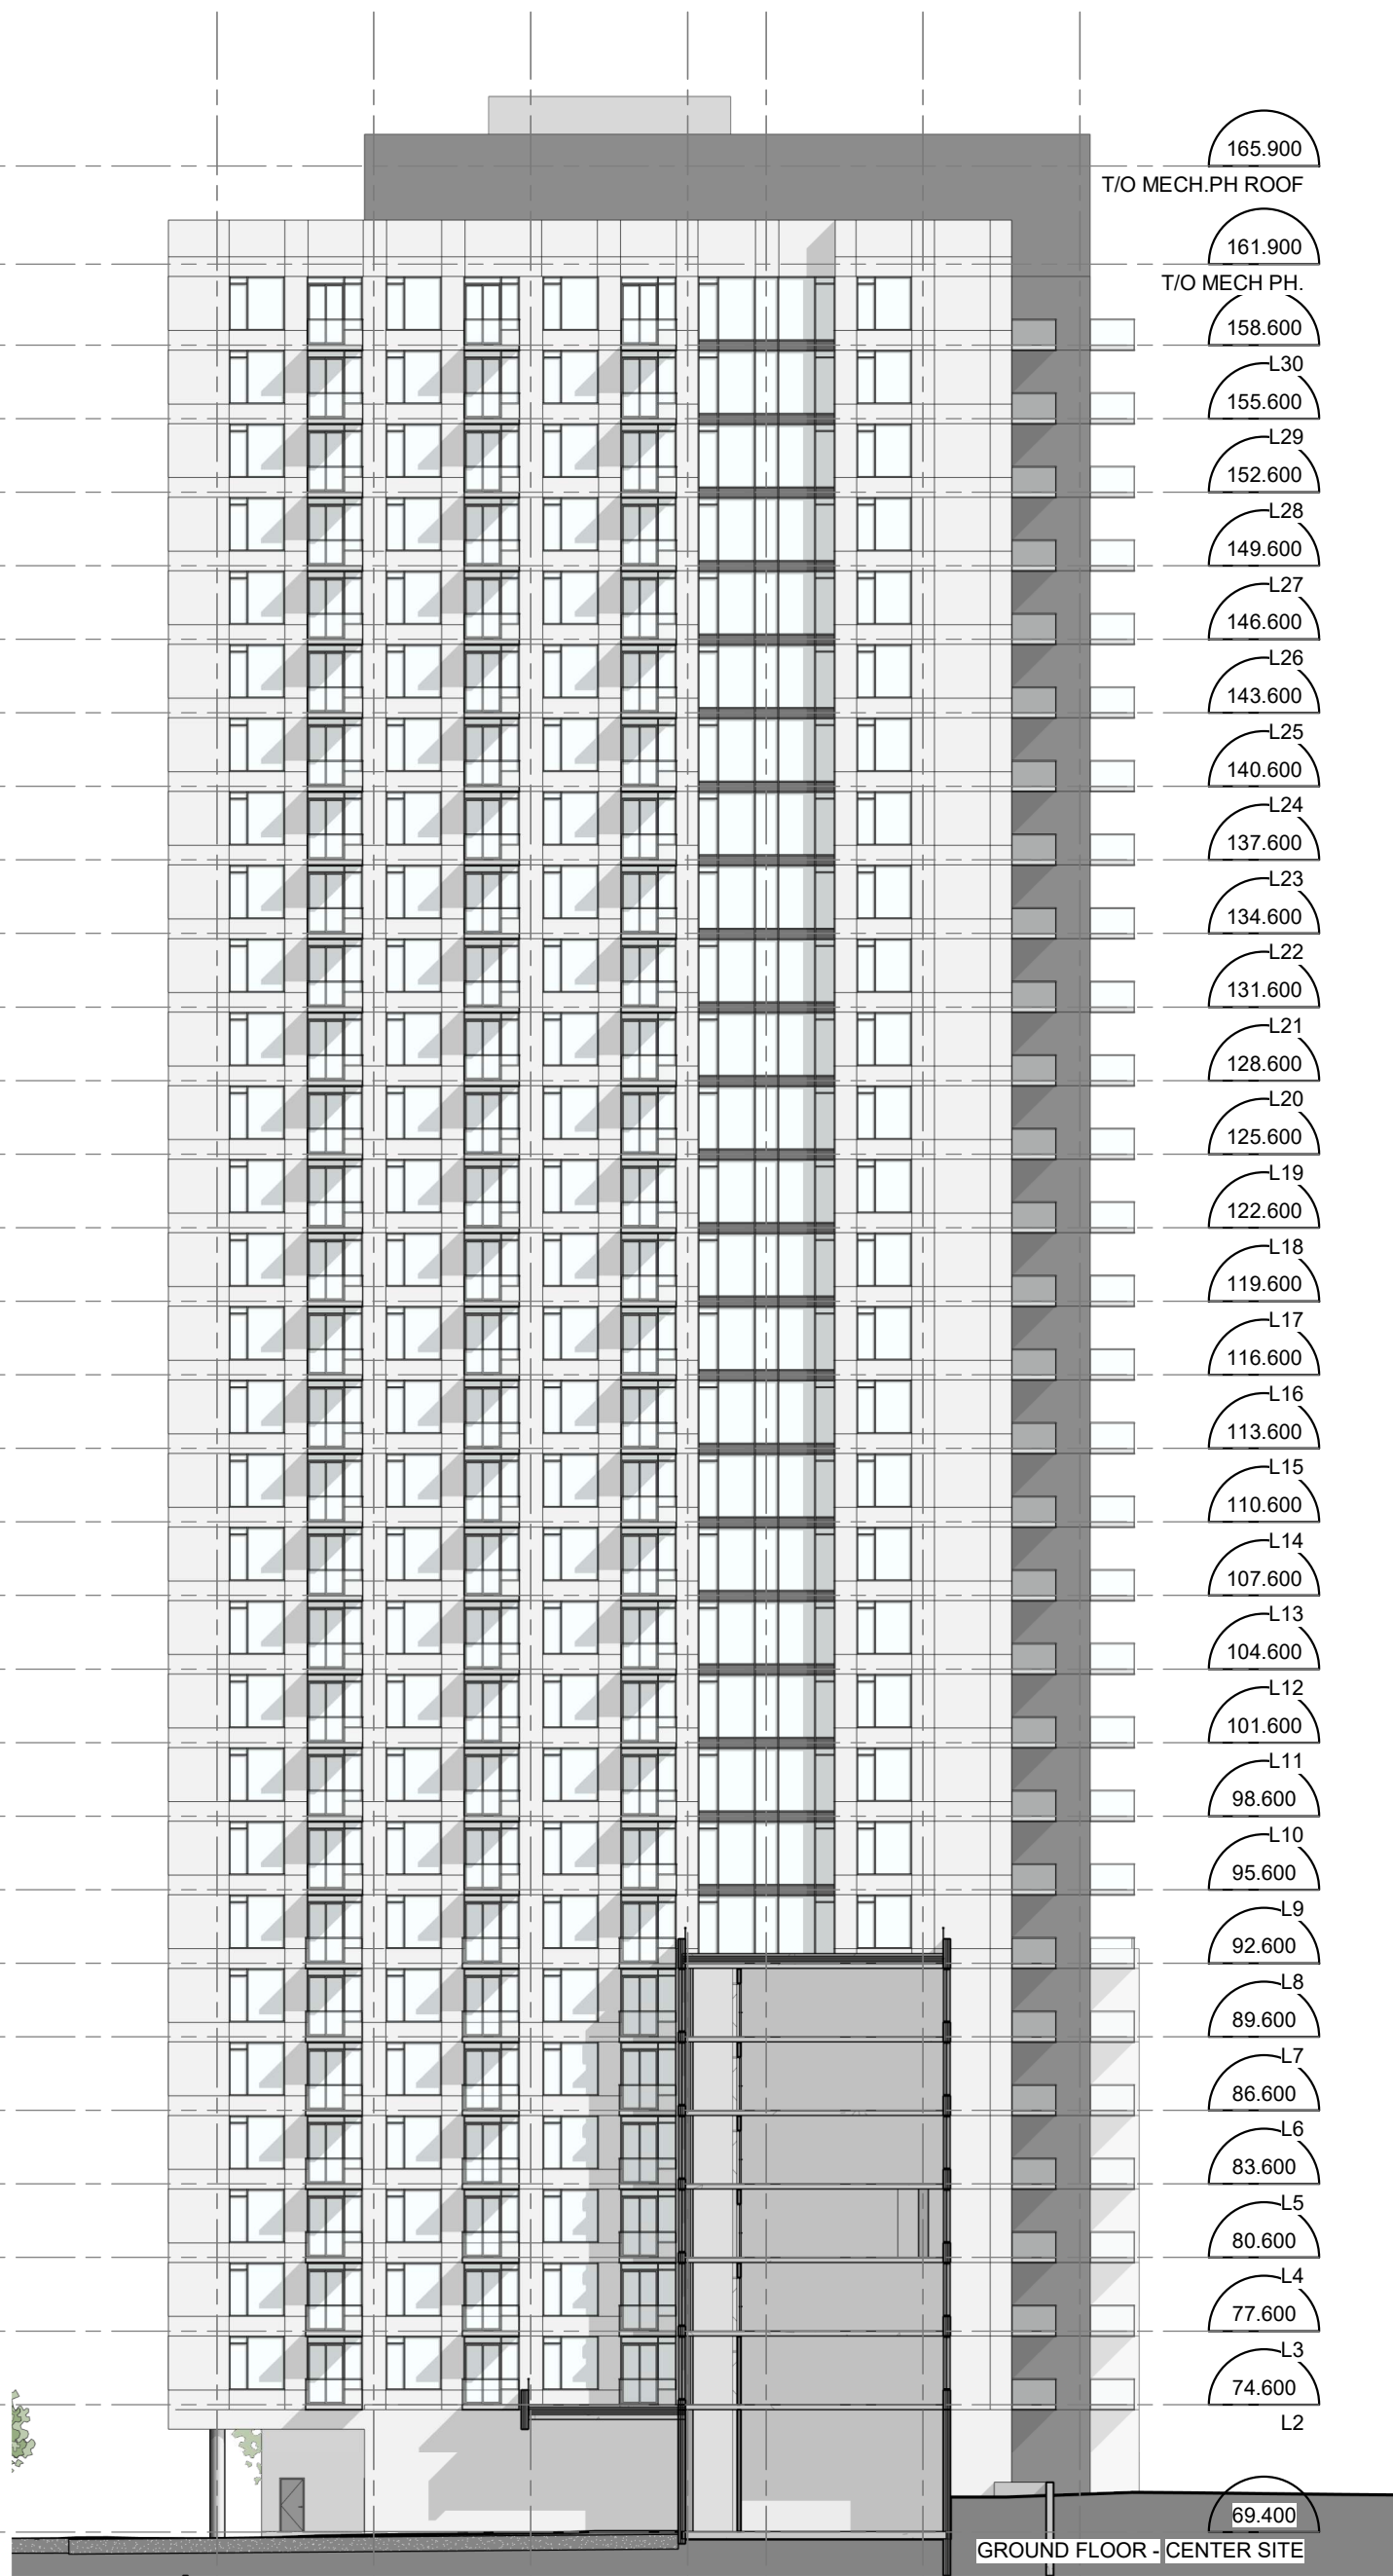 165.900
T/O MECH.PH ROOF
161.900
T/O MECH PH.
158.600
L30
155.600
L29
152.600
L28
149.600
L27
146.600
L26
143.600
L25
140.600
L24
137.600
L23
134.600
L22
131.600
L21
128.600
L20
125.600
L19
122.600
L18
119.600
L17
116.600
L16
113.600
L15
110.600
L14
107.600
L13
104.600
L12
101.600
L11
98.600
L10
95.600
L9
92.600
L8
89.600
L7
86.600
L6
83.600
L5
80.600
L4
77.600
L3
74.600
L2
69.400
GROUND FLOOR - CENTER SITE